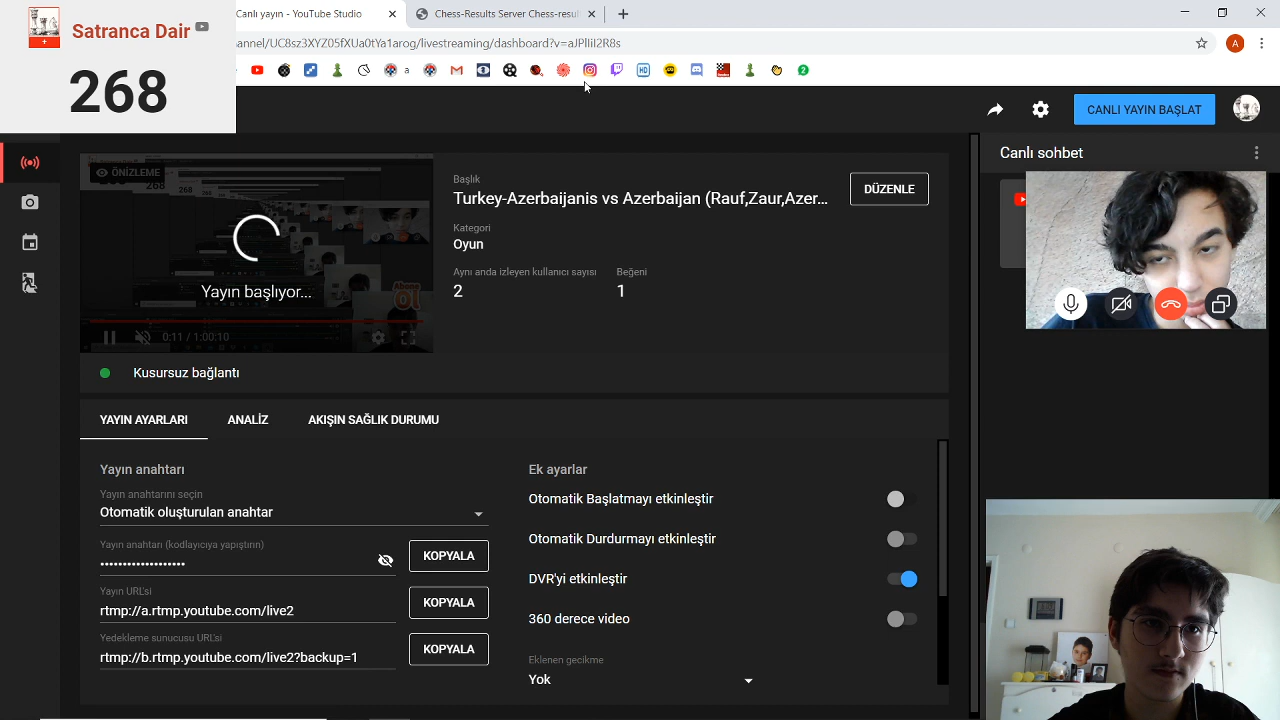 Satranca Dair
268
Canlı yayın - YouTube Studio
Chess-Results Server Chess-resul
annel/UC8sz3XYZ05fXUa0tYa1arog/livestreaming/dashboard?v=aJPlliI2R8s
A
a
HD
2
CANLI YAYIN BAŞLAT
ÖNİZLEME
268
Yayın başlıyor...
0:11 / 1:00:10
Başlık
Turkey-Azerbaijanis vs Azerbaijan (Rauf,Zaur,Azer...
DÜZENLE
Kategori
Oyun
Aynı anda izleyen kullanıcı sayısı
Beğeni
2
1
Canlı sohbet
Kusursuz bağlantı
YAYIN AYARLARI
ANALİZ
AKIŞIN SAĞLIK DURUMU
Yayın anahtarı
Yayın anahtarını seçin
Otomatik oluşturulan anahtar
Yayın anahtarı (kodlayıcıya yapıştırın)
••••••••••••••••••••
KOPYALA
Yayın URL'si
rtmp://a.rtmp.youtube.com/live2
KOPYALA
Yedekleme sunucusu URL'si
rtmp://b.rtmp.youtube.com/live2?backup=1
KOPYALA
Ek ayarlar
Otomatik Başlatmayı etkinleştir
Otomatik Durdurmayı etkinleştir
DVR'yi etkinleştir
360 derece video
Eklenen gecikme
Yok